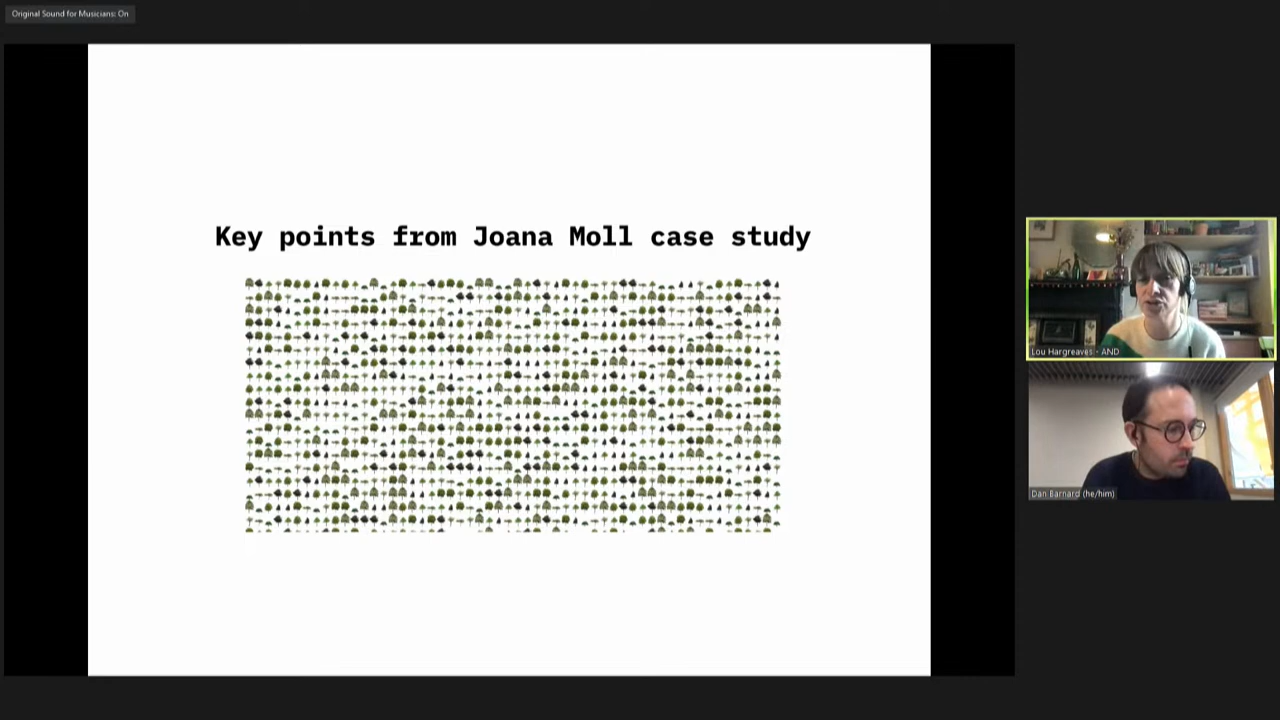 Original Sound for Musicians: On
Key points from Joana Moll case study
Lou Hargreaves - AND
Dan Barnard (he/him)